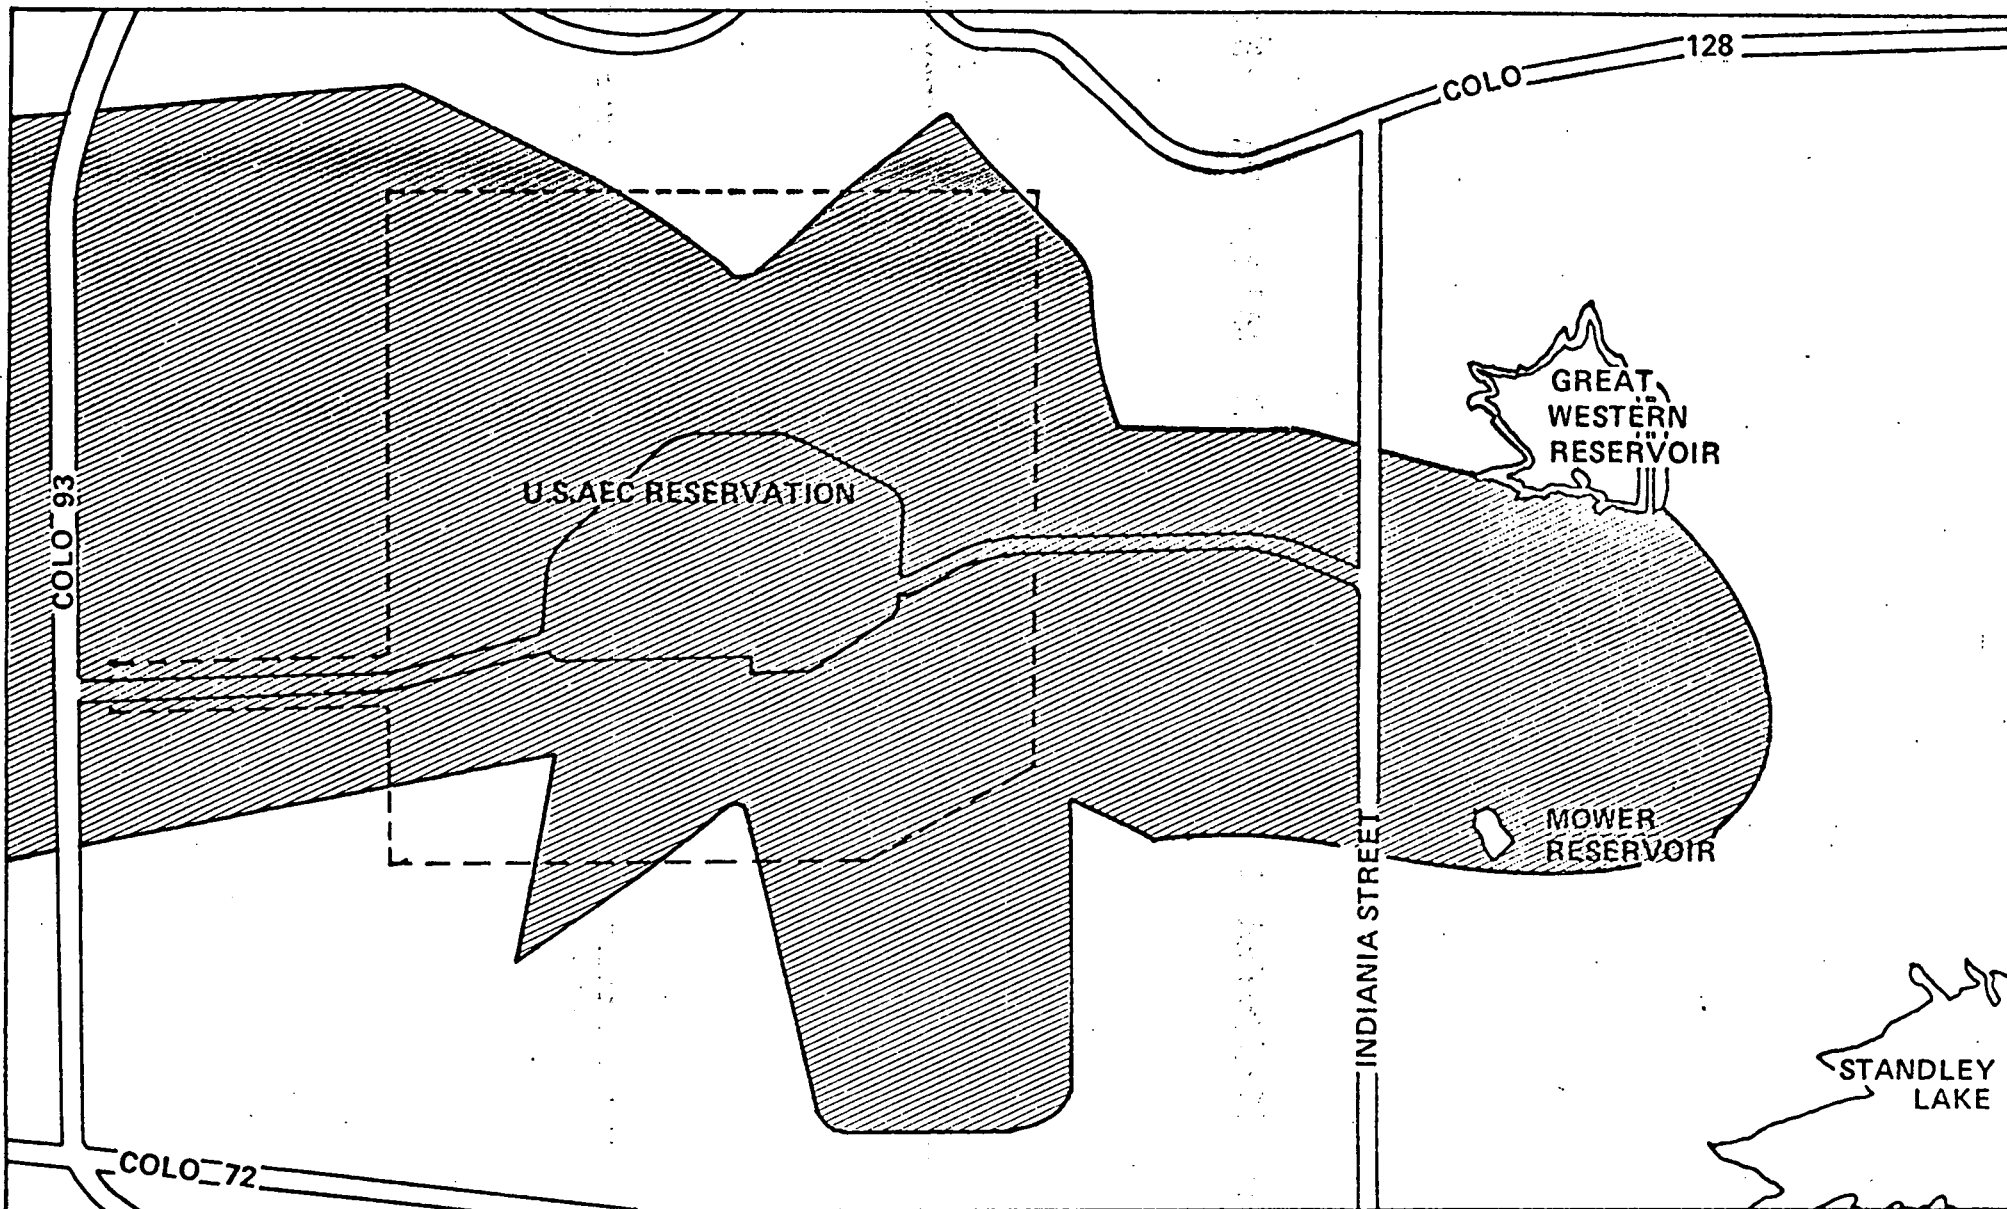 128
COLO
GREAT
WESTERN
RESERVOIR
COLO 93
U.S.AEC RESERVATION
MOWER
RESERVOIR
INDIANIA STREET
STANDLEY
LAKE
COLO 72